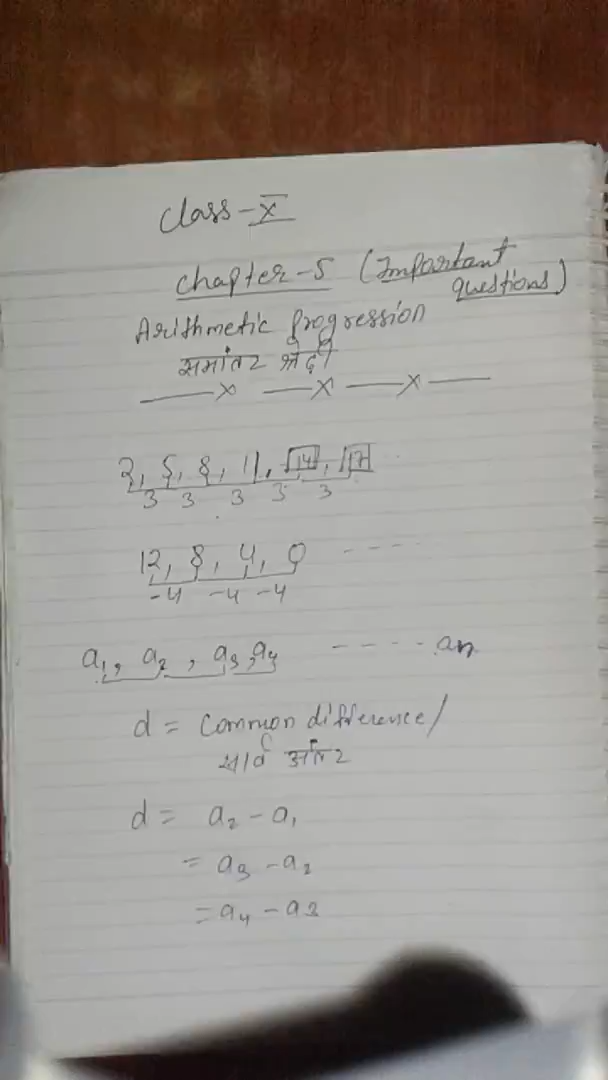 Class-X
Chapter-5 (Important
questions)
Arithmetic Progression
समांतर श्रेढ़ी
x x x
2, 5, 8, 11, 14, 17
3 3 3 3 3
12, 8, 4, 0 ----
-4 -4 -4
a₁, a₂, a₃, a₄ ----- an
d = common difference/
सार्व अंतर
d = a₂ - a₁
= a₃ - a₂
= a₄ - a₃